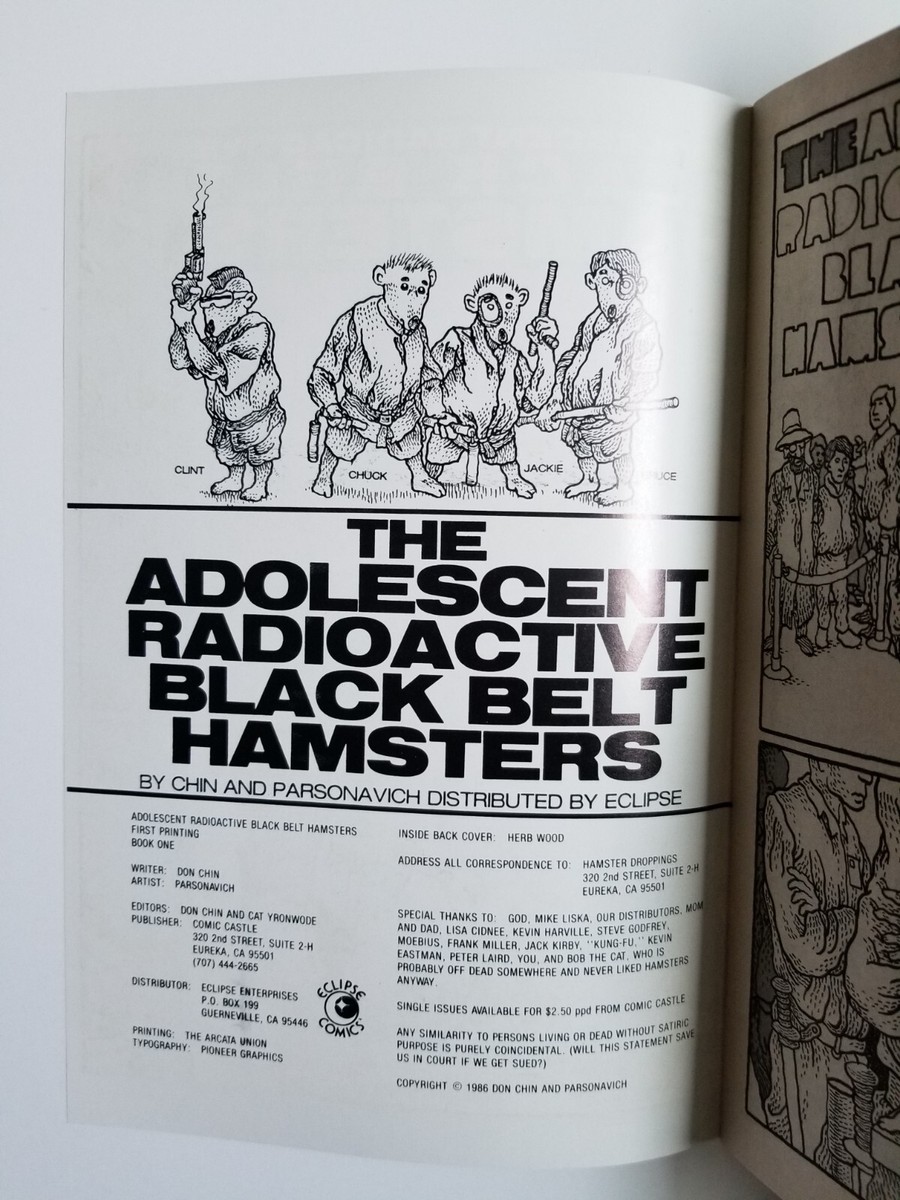 CLINT
CHUCK
JACKIE
UCE
THE
ADOLESCENT
RADIOACTIVE
BLACK BELT
HAMSTERS
BY CHIN AND PARSONAVICH DISTRIBUTED BY ECLIPSE
ADOLESCENT RADIOACTIVE BLACK BELT HAMSTERS
FIRST PRINTING
BOOK ONE
WRITER: DON CHIN
ARTIST: PARSONAVICH
EDITORS: DON CHIN AND CAT YRONWODE
PUBLISHER: COMIC CASTLE
320 2nd STREET, SUITE 2-H
EUREKA, CA 95501
(707) 444-2665
DISTRIBUTOR: ECLIPSE ENTERPRISES
P.O. BOX 199
GUERNEVILLE, CA 95446
ECLIPSE
COMICS
PRINTING: THE ARCATA UNION
TYPOGRAPHY: PIONEER GRAPHICS
INSIDE BACK COVER: HERB WOOD
ADDRESS ALL CORRESPONDENCE TO: HAMSTER DROPPINGS
320 2nd STREET, SUITE 2-H
EUREKA, CA 95501
SPECIAL THANKS TO: GOD, MIKE LISKA, OUR DISTRIBUTORS, MOM
AND DAD, LISA CIDNEE, KEVIN HARVILLE, STEVE GODFREY,
MOEBIUS, FRANK MILLER, JACK KIRBY, "KUNG-FU," KEVIN
EASTMAN, PETER LAIRD, YOU, AND BOB THE CAT, WHO IS
PROBABLY OFF DEAD SOMEWHERE AND NEVER LIKED HAMSTERS
ANYWAY.
SINGLE ISSUES AVAILABLE FOR $2.50 ppd FROM COMIC CASTLE
ANY SIMILARITY TO PERSONS LIVING OR DEAD WITHOUT SATIRIC
PURPOSE IS PURELY COINCIDENTAL. (WILL THIS STATEMENT SAVE
US IN COURT IF WE GET SUED?)
COPYRIGHT © 1986 DON CHIN AND PARSONAVICH
THE A
RADIO
BLA
HAMS